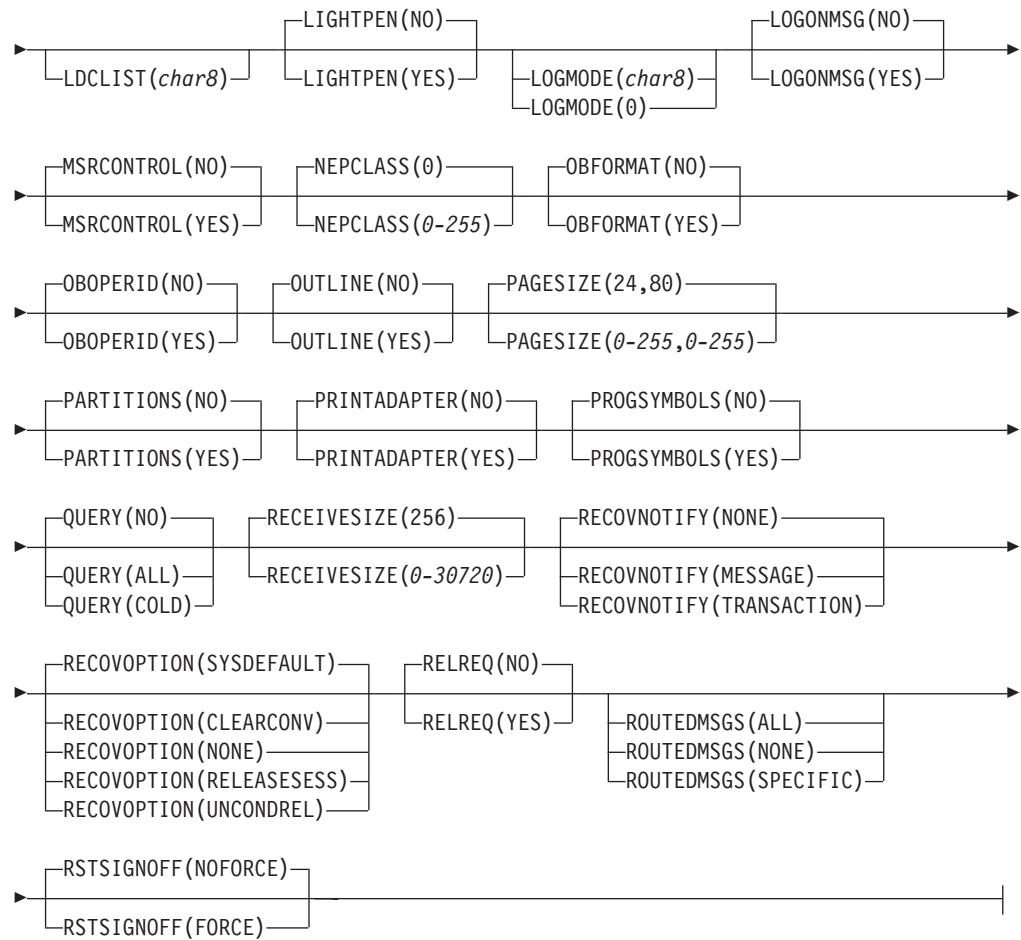 LIGHTPEN(NO) LOGONMSG(NO)
LDCLIST(char8) LIGHTPEN(YES) LOGMODE(char8) LOGONMSG(YES)
LOGMODE(0)
MSRCONTROL(NO) NEPCLASS(0) OBFORMAT(NO)
MSRCONTROL(YES) NEPCLASS(0-255) OBFORMAT(YES)
OBOPERID(NO) OUTLINE(NO) PAGESIZE(24,80)
OBOPERID(YES) OUTLINE(YES) PAGESIZE(0-255,0-255)
PARTITIONS(NO) PRINTADAPTER(NO) PROGSYMBOLS(NO)
PARTITIONS(YES) PRINTADAPTER(YES) PROGSYMBOLS(YES)
QUERY(NO) RECEIVESIZE(256) RECOVNOTIFY(NONE)
QUERY(ALL) RECEIVESIZE(0-30720) RECOVNOTIFY(MESSAGE)
QUERY(COLD) RECOVNOTIFY(TRANSACTION)
RECOVOPTION(SYSDEFAULT) RELREQ(NO)
RECOVOPTION(CLEARCONV) RELREQ(YES) ROUTEDMSGS(ALL)
RECOVOPTION(NONE) ROUTEDMSGS(NONE)
RECOVOPTION(RELEASESESS) ROUTEDMSGS(SPECIFIC)
RECOVOPTION(UNCONDREL)
RSTSIGNOFF(NOFORCE)
RSTSIGNOFF(FORCE)